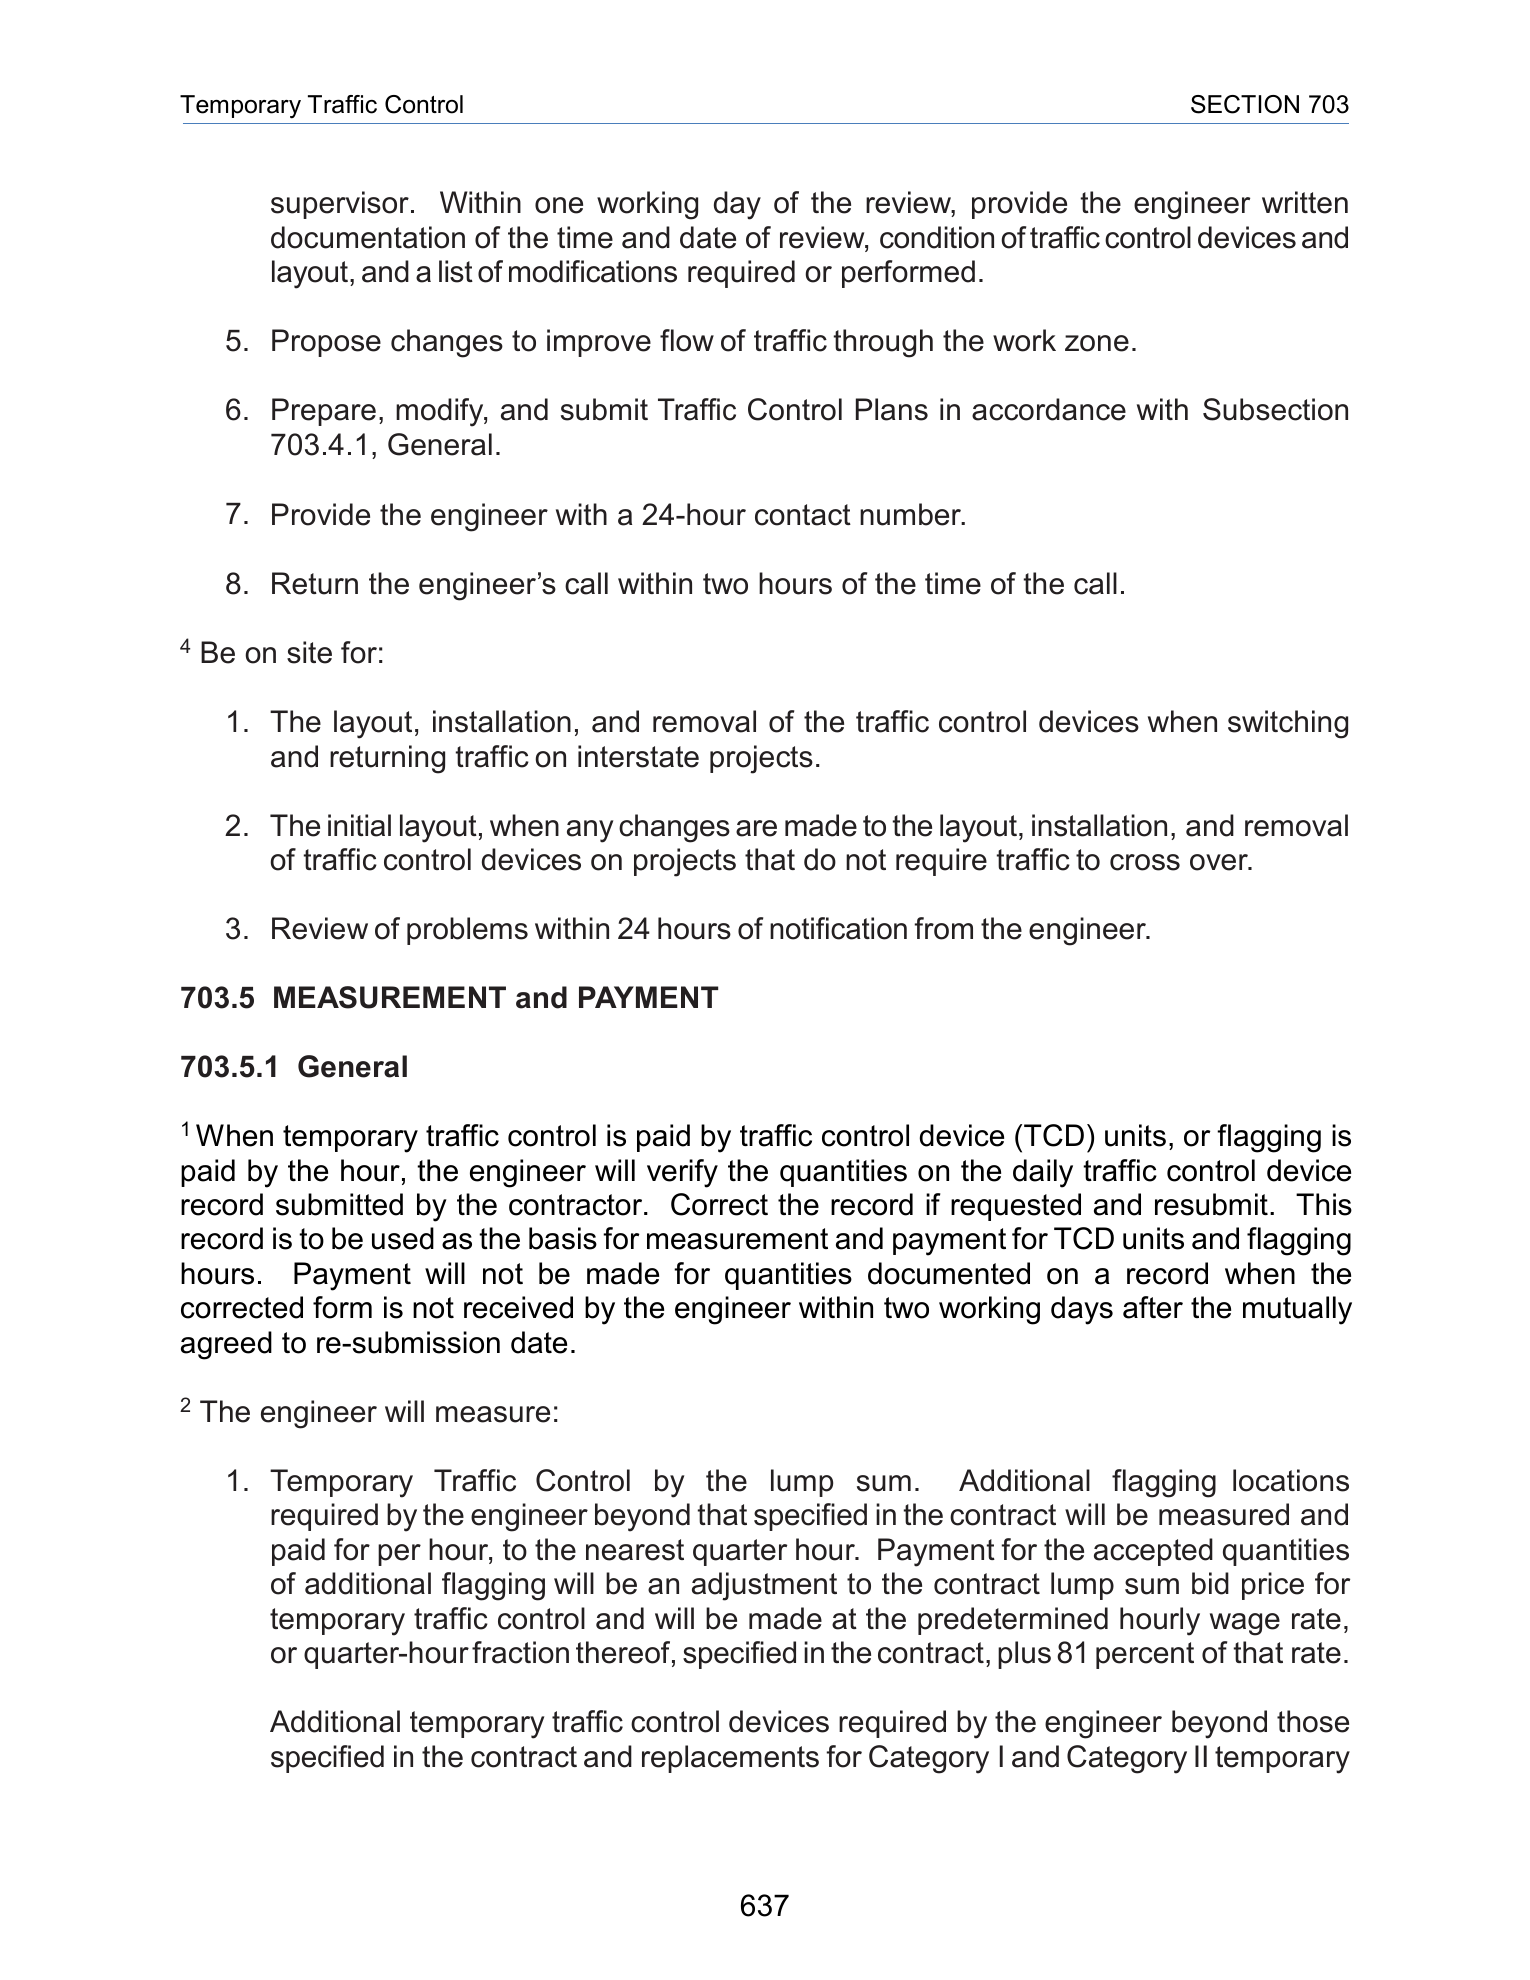 Temporary Traffic Control SECTION 703
supervisor. Within one working day of the review, provide the engineer written
documentation of the time and date of review, condition of traffic control devices and
layout, and a list of modifications required or performed.
5. Propose changes to improve flow of traffic through the work zone.
6. Prepare, modify, and submit Traffic Control Plans in accordance with Subsection
703.4.1, General.
7. Provide the engineer with a 24-hour contact number.
8. Return the engineer’s call within two hours of the time of the call.
4 Be on site for:
1. The layout, installation, and removal of the traffic control devices when switching
and returning traffic on interstate projects.
2. The initial layout, when any changes are made to the layout, installation, and removal
of traffic control devices on projects that do not require traffic to cross over.
3. Review of problems within 24 hours of notification from the engineer.
703.5 MEASUREMENT and PAYMENT
703.5.1 General
1 When temporary traffic control is paid by traffic control device (TCD) units, or flagging is
paid by the hour, the engineer will verify the quantities on the daily traffic control device
record submitted by the contractor. Correct the record if requested and resubmit. This
record is to be used as the basis for measurement and payment for TCD units and flagging
hours. Payment will not be made for quantities documented on a record when the
corrected form is not received by the engineer within two working days after the mutually
agreed to re-submission date.
2 The engineer will measure:
1. Temporary Traffic Control by the lump sum. Additional flagging locations
required by the engineer beyond that specified in the contract will be measured and
paid for per hour, to the nearest quarter hour. Payment for the accepted quantities
of additional flagging will be an adjustment to the contract lump sum bid price for
temporary traffic control and will be made at the predetermined hourly wage rate,
or quarter-hour fraction thereof, specified in the contract, plus 81 percent of that rate.
Additional temporary traffic control devices required by the engineer beyond those
specified in the contract and replacements for Category I and Category II temporary
637